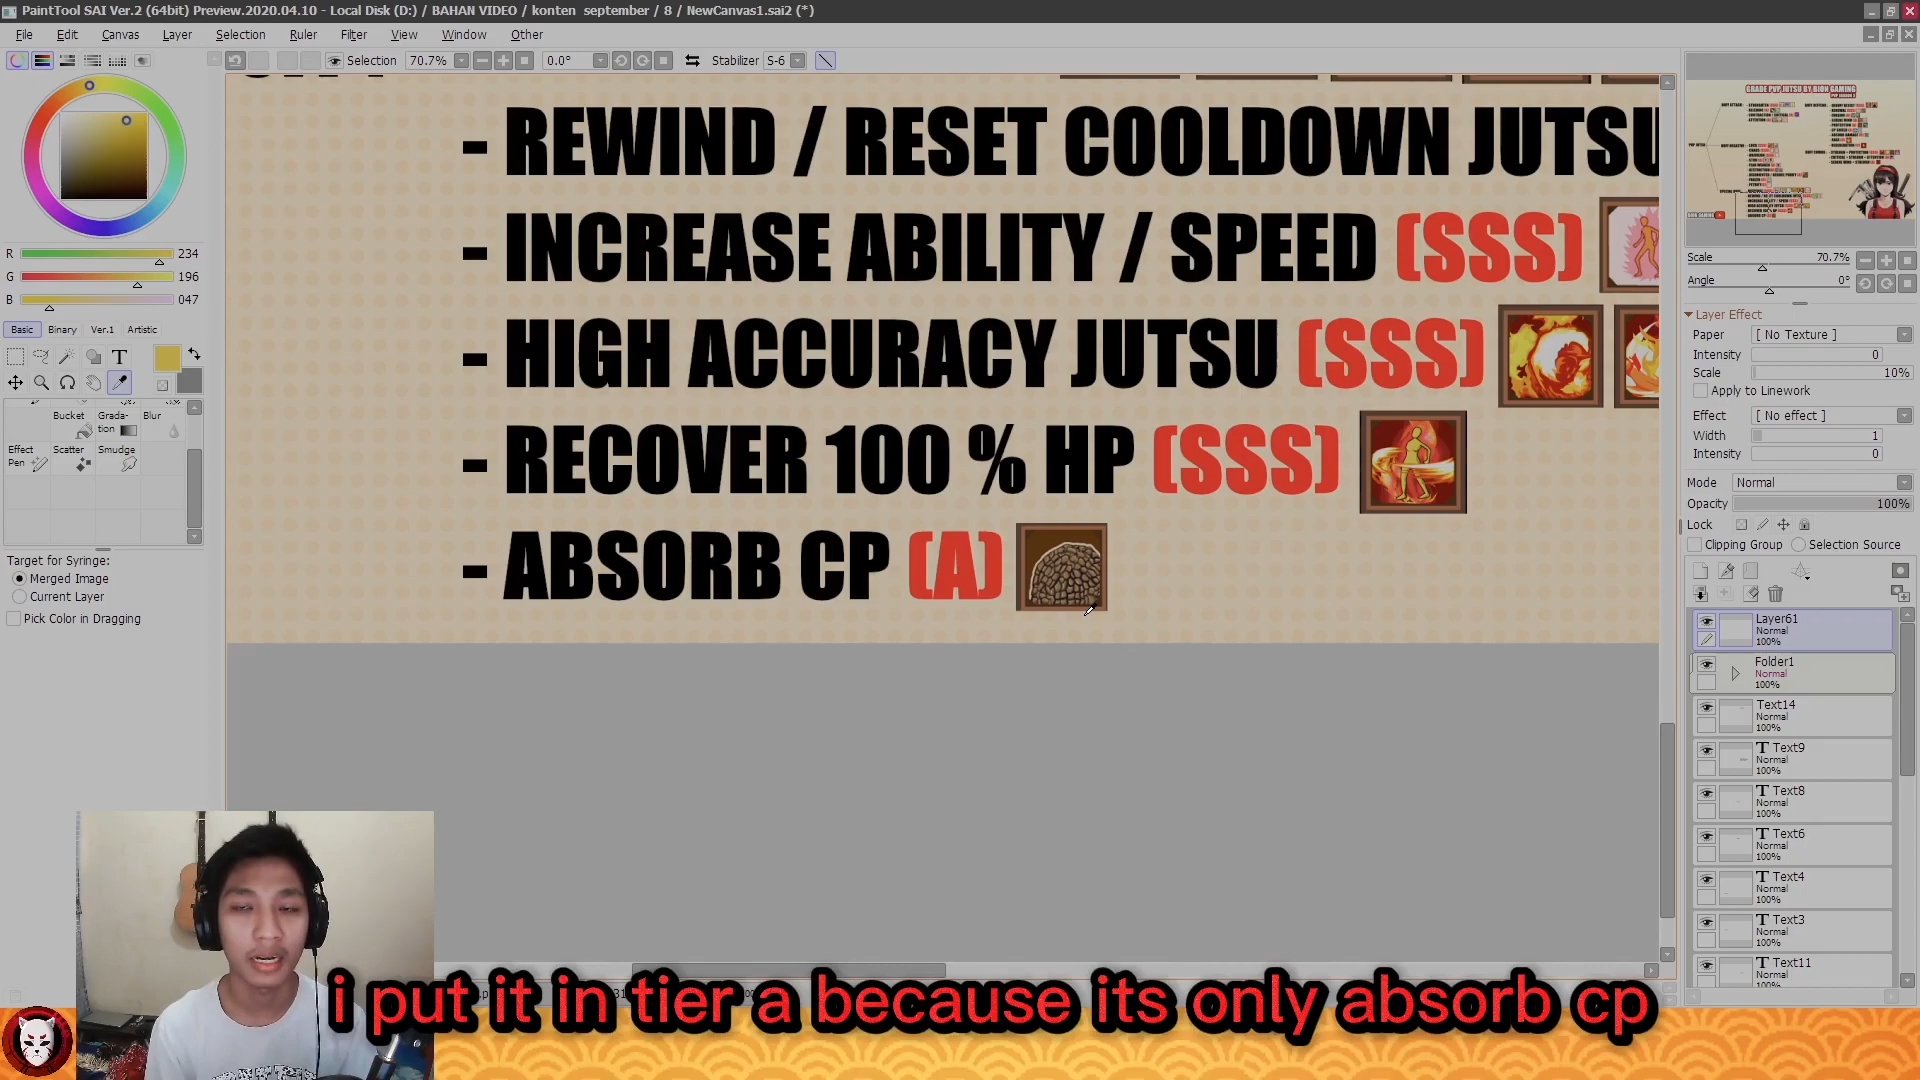 PaintTool SAI Ver.2 (64bit) Preview.2020.04.10 - Local Disk (D:) / BAHAN VIDEO / konten september / 8 / NewCanvas1.sai2 (*)
File Edit Canvas Layer Selection Ruler Filter View Window Other
Selection 70.7% 0.0° Stabilizer S-6
R 234
G 196
B 047
Basic Binary Ver.1 Artistic
T
Bucket Grada-tion Blur
Effect Pen Scatter Smudge
Target for Syringe:
Merged Image
Current Layer
Pick Color in Dragging
- REWIND / RESET COOLDOWN JUTSU
- INCREASE ABILITY / SPEED (SSS)
- HIGH ACCURACY JUTSU (SSS)
- RECOVER 100 % HP (SSS)
- ABSORB CP (A)
GRADE PVP JUTSU BY BION GAMING
Scale 70.7%
Angle 0°
Layer Effect
Paper [ No Texture ]
Intensity 0
Scale 10%
Apply to Linework
Effect [ No effect ]
Width 1
Intensity 0
Mode Normal
Opacity 100%
Lock
Clipping Group Selection Source
Layer61
Normal
100%
Folder1
Normal
100%
Text14
Normal
100%
T Text9
Normal
100%
T Text8
Normal
100%
T Text6
Normal
100%
T Text4
Normal
100%
T Text3
Normal
100%
T Text11
Normal
i put it in tier a because its only absorb cp